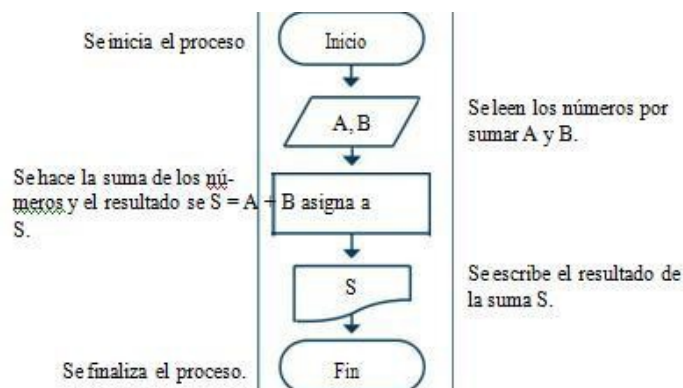 Se inicia el proceso
Inicio
A, B
Se leen los números por
sumar A y B.
Se hace la suma de los nú-
meros y el resultado se S = A + B asigna a
S.
S
Se escribe el resultado de
la suma S.
Se finaliza el proceso.
Fin